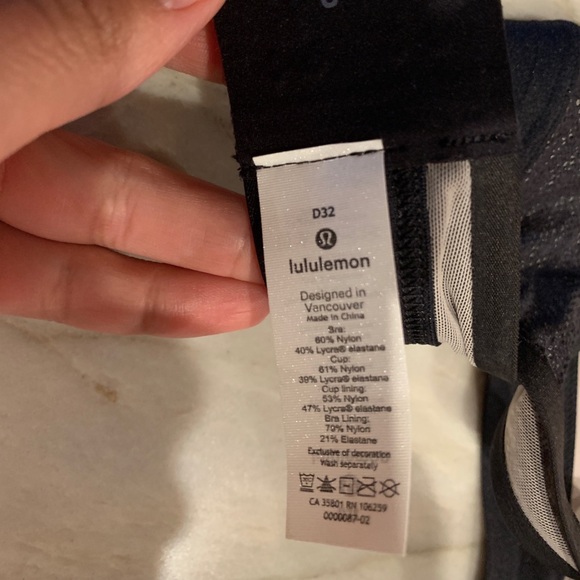 D32
lululemon
Designed in
Vancouver
Made in China
Bra:
60% Nylon
40% Lycra® elastane
Cup:
61% Nylon
39% Lycra® elastane
Cup lining:
53% Nylon
47% Lycra® elastane
Bra Lining:
79% Nylon
21% Elastane
Exclusive of decoration
Wash separately
CA 35801 RN 106259
0000087-02